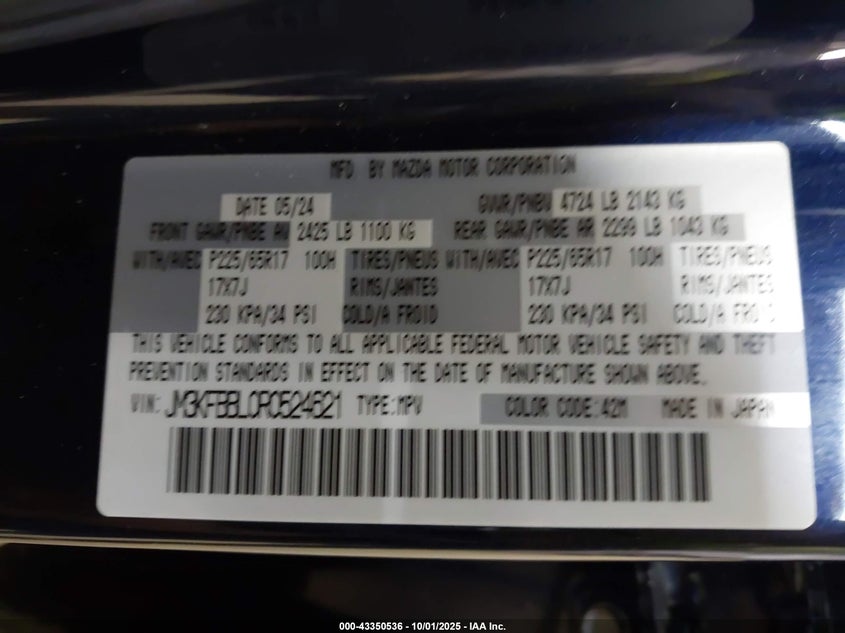 MFD BY MAZDA MOTOR CORPORATION
DATE 05/24 GVWR/PNBV 4724 LB 2143 KG
FRONT GAWR/PNBE AV 2425 LB 1100 KG REAR GAWR/PNBE AR 2299 LB 1043 KG
WITH/AVEC P225/65R17 100H TIRES/PNEUS WITH/AVEC P225/65R17 100H TIRES/PNEUS
17X7J RIMS/JANTES 17X7J RIMS/JANTES
230 KPA/34 PSI COLD/A FROID 230 KPA/34 PSI COLD/A FROID
THIS VEHICLE CONFORMS TO ALL APPLICABLE FEDERAL MOTOR VEHICLE SAFETY AND THEFT
PREVENTION STANDARDS IN EFFECT ON THE DATE OF MANUFACTURE SHOWN ABOVE.
VIN: TYPE:MPV COLOR CODE:42M MADE IN JAPAN
000-43350536 - 10/01/2025 - IAA Inc.